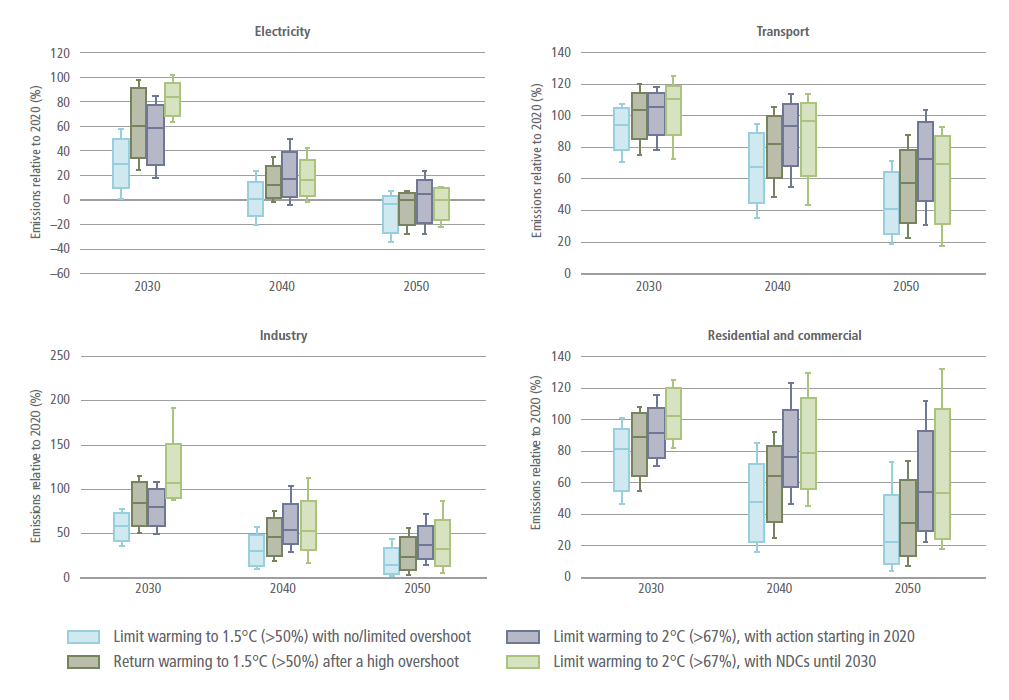 Electricity
Emissions relative to 2020 (%)
120
100
80
60
40
20
0
–20
–40
–60
2030 2040 2050
Transport
Emissions relative to 2020 (%)
140
120
100
80
60
40
20
0
2030 2040 2050
Industry
Emissions relative to 2020 (%)
250
200
150
100
50
0
2030 2040 2050
Residential and commercial
Emissions relative to 2020 (%)
140
120
100
80
60
40
20
0
2030 2040 2050
Limit warming to 1.5ºC (>50%) with no/limited overshoot
Return warming to 1.5ºC (>50%) after a high overshoot
Limit warming to 2ºC (>67%), with action starting in 2020
Limit warming to 2ºC (>67%), with NDCs until 2030